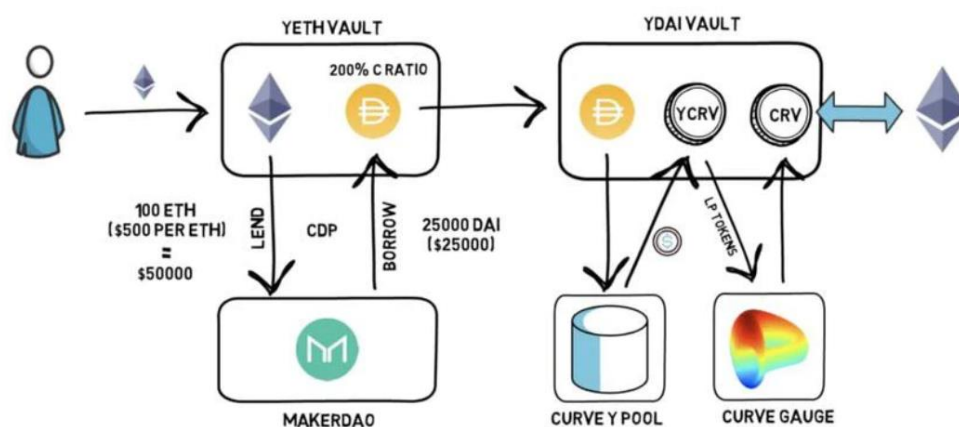 YETH VAULT
YDAI VAULT
200% C RATIO
YCRV
CRV
100 ETH
($500 PER ETH)
=
$50000
LEND
CDP
BORROW
25000 DAI
($25000)
S
LP TOKENS
MAKERDAO
CURVE Y POOL
CURVE GAUGE